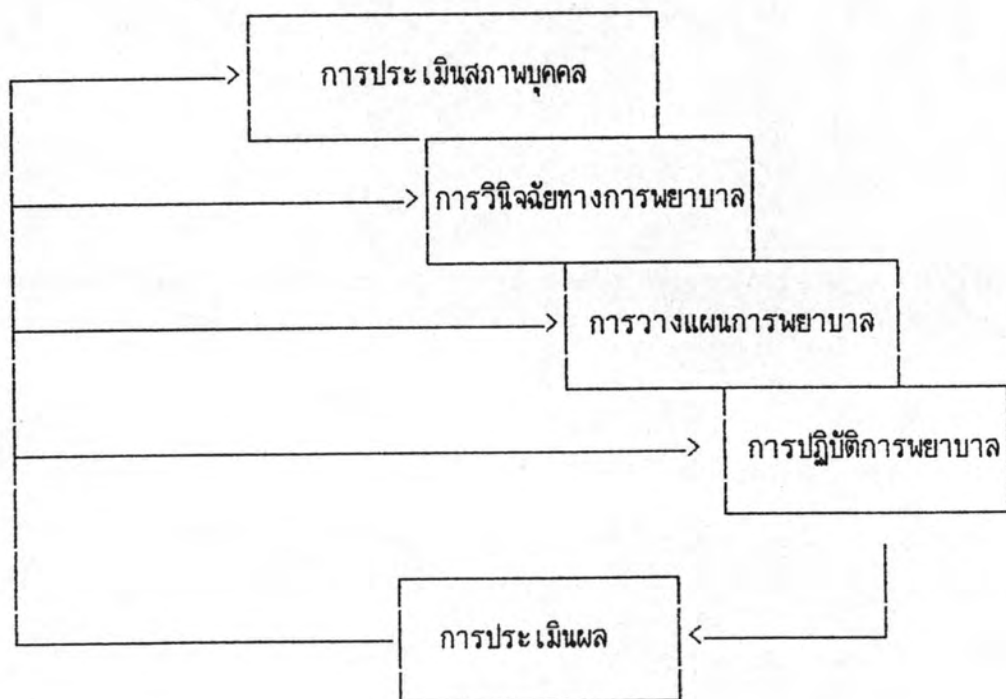 การประเมินสภาพบุคคล
การวินิจฉัยทางการพยาบาล
การวางแผนการพยาบาล
การปฏิบัติการพยาบาล
การประเมินผล